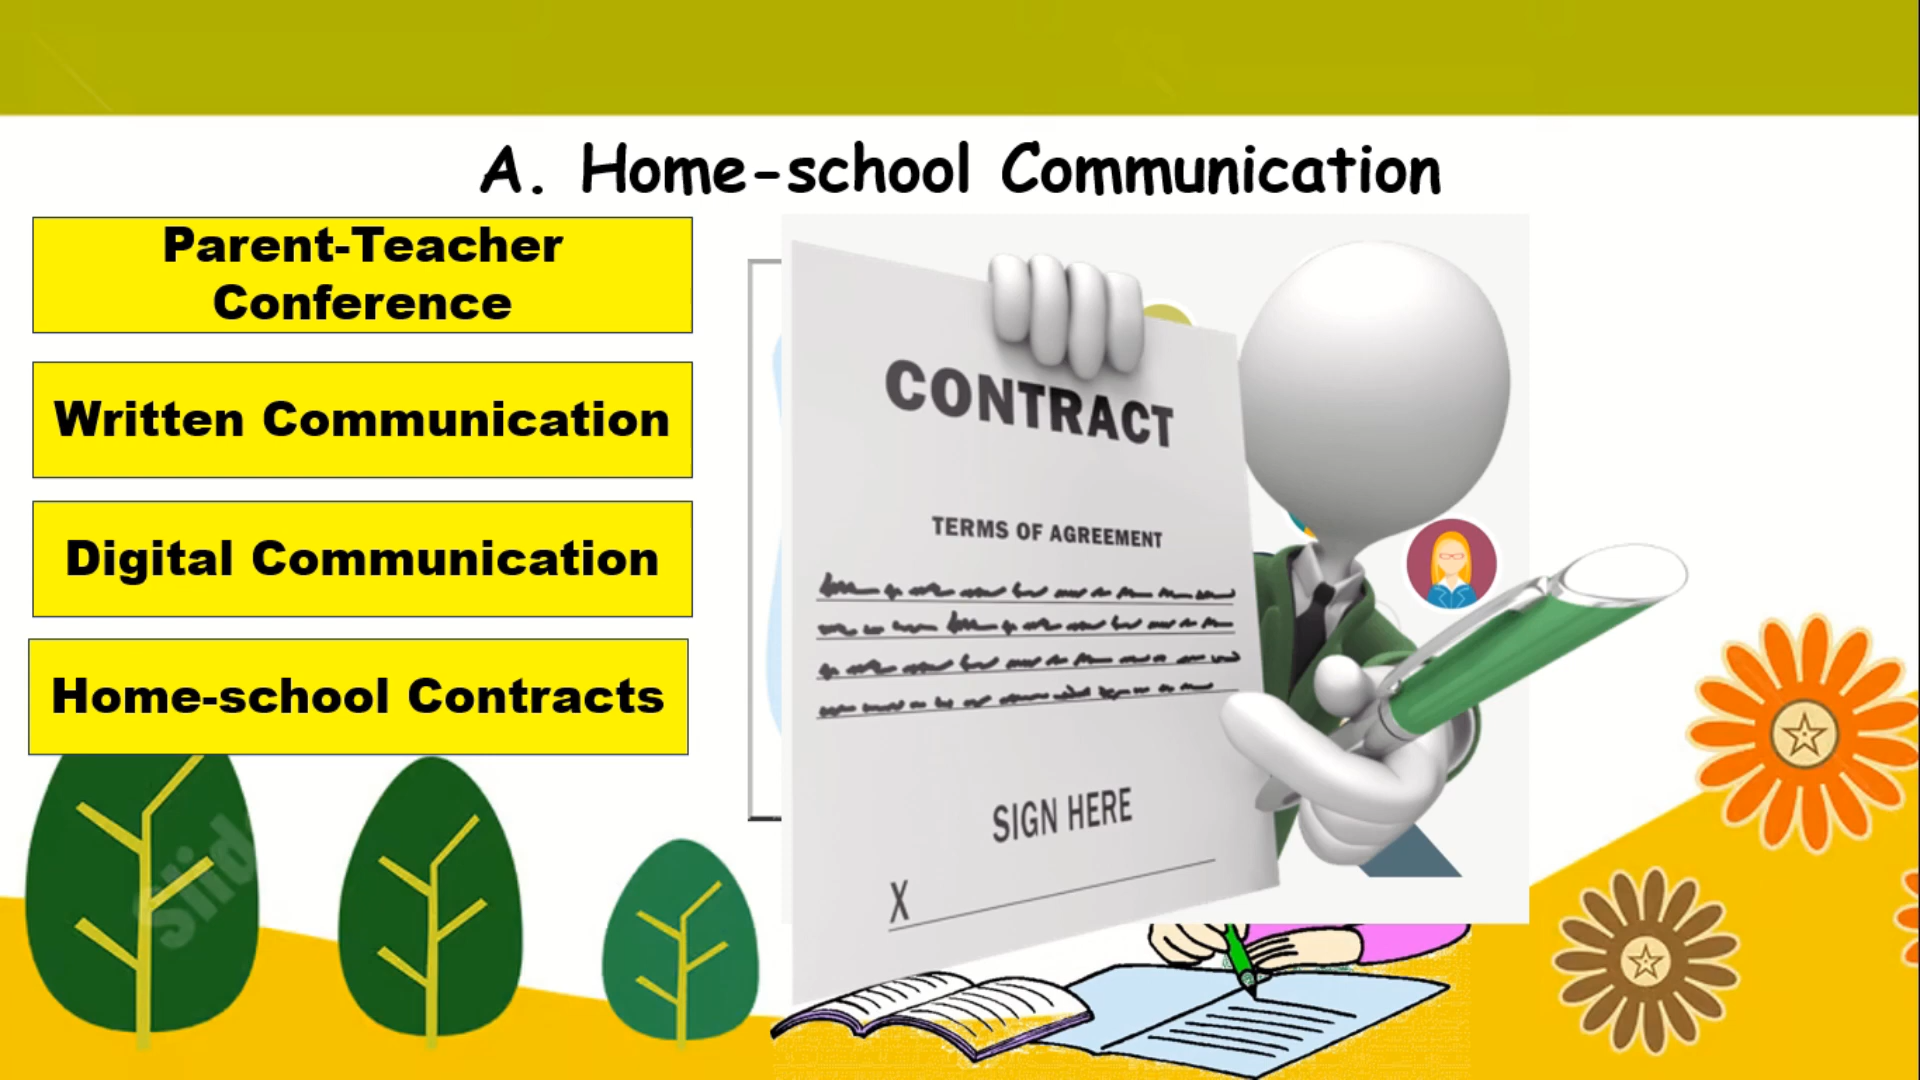 A. Home-school Communication
Parent-Teacher
Conference
Written Communication
Digital Communication
Home-school Contracts
CONTRACT
TERMS OF AGREEMENT
SIGN HERE
X
Slid